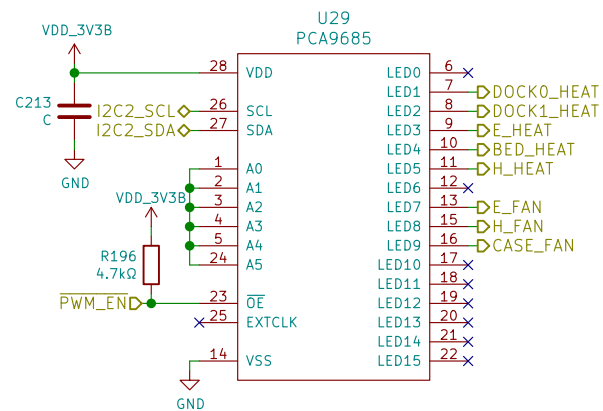 U29
PCA9685
VDD_3V3B
C213
C
GND
I2C2_SCL
I2C2_SDA
VDD_3V3B
R196
4.7kΩ
PWM_EN
GND
28 VDD
26 SCL
27 SDA
1 A0
2 A1
3 A2
4 A3
5 A4
24 A5
23 OE
25 EXTCLK
14 VSS
LED0 6
LED1 7 DOCK0_HEAT
LED2 8 DOCK1_HEAT
LED3 9 E_HEAT
LED4 10 BED_HEAT
LED5 11 H_HEAT
LED6 12
LED7 13 E_FAN
LED8 15 H_FAN
LED9 16 CASE_FAN
LED10 17
LED11 18
LED12 19
LED13 20
LED14 21
LED15 22